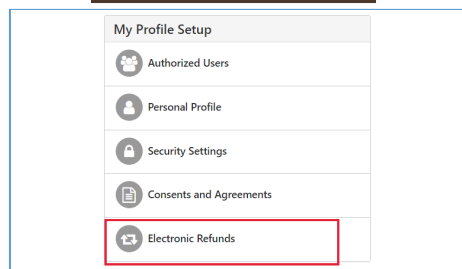 My Profile Setup
Authorized Users
Personal Profile
Security Settings
Consents and Agreements
Electronic Refunds